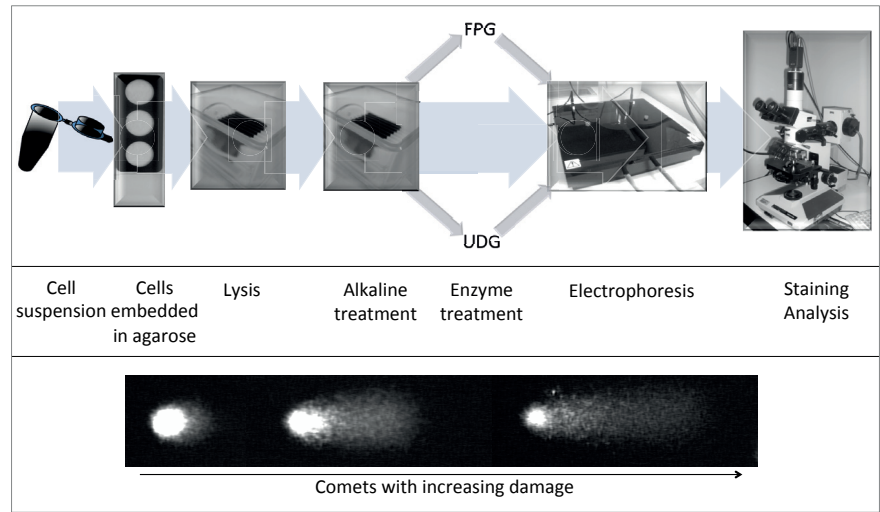 FPG
UDG
Cell
suspension
Cells
embedded
in agarose
Lysis
Alkaline
treatment
Enzyme
treatment
Electrophoresis
Staining
Analysis
Comets with increasing damage